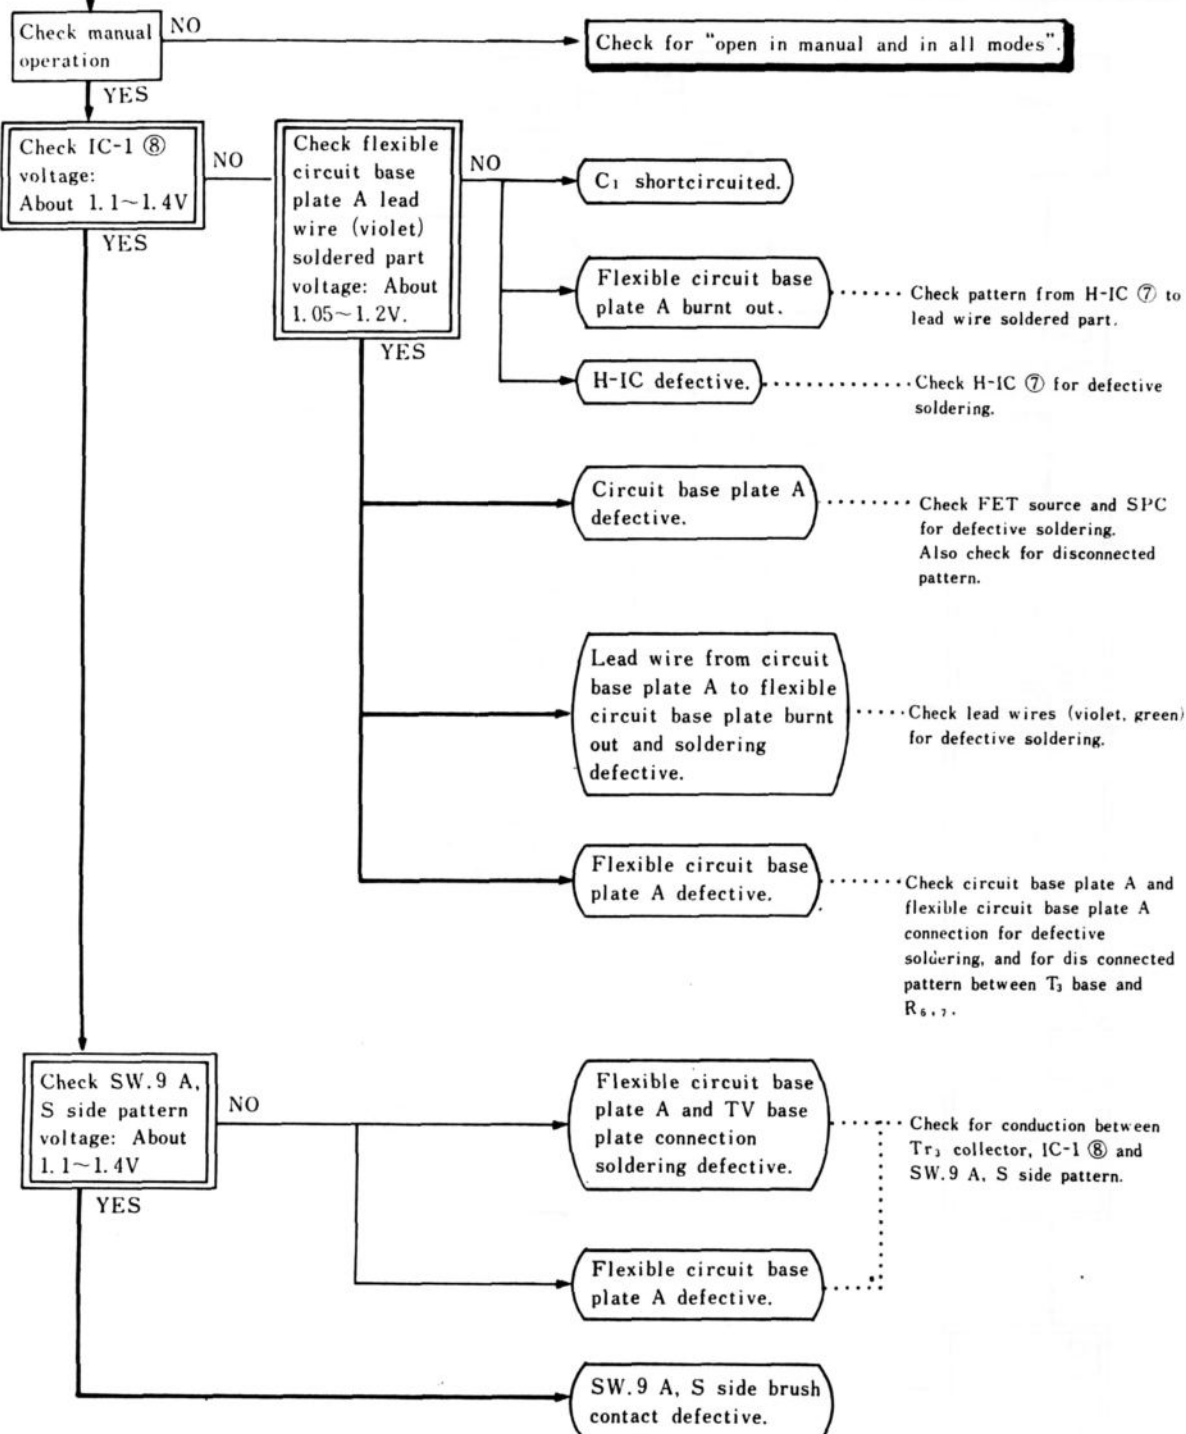 Check manual
operation
NO
Check for "open in manual and in all modes".
YES
Check IC-1 ⑧
voltage:
About 1.1~1.4V
NO
YES
Check flexible
circuit base
plate A lead
wire (violet)
soldered part
voltage: About
1.05~1.2V.
NO
YES
C₁ shortcircuited.
Flexible circuit base
plate A burnt out.
Check pattern from H-IC ⑦ to
lead wire soldered part.
H-IC defective.
Check H-IC ⑦ for defective
soldering.
Circuit base plate A
defective.
Check FET source and SPC
for defective soldering.
Also check for disconnected
pattern.
Lead wire from circuit
base plate A to flexible
circuit base plate burnt
out and soldering
defective.
Check lead wires (violet, green)
for defective soldering.
Flexible circuit base
plate A defective.
Check circuit base plate A and
flexible circuit base plate A
connection for defective
soldering, and for dis connected
pattern between T₃ base and
R₆,₇.
Check SW.9 A,
S side pattern
voltage: About
1.1~1.4V
NO
YES
Flexible circuit base
plate A and TV base
plate connection
soldering defective.
Check for conduction between
Tr₃ collector, IC-1 ⑧ and
SW.9 A, S side pattern.
Flexible circuit base
plate A defective.
SW.9 A, S side brush
contact defective.